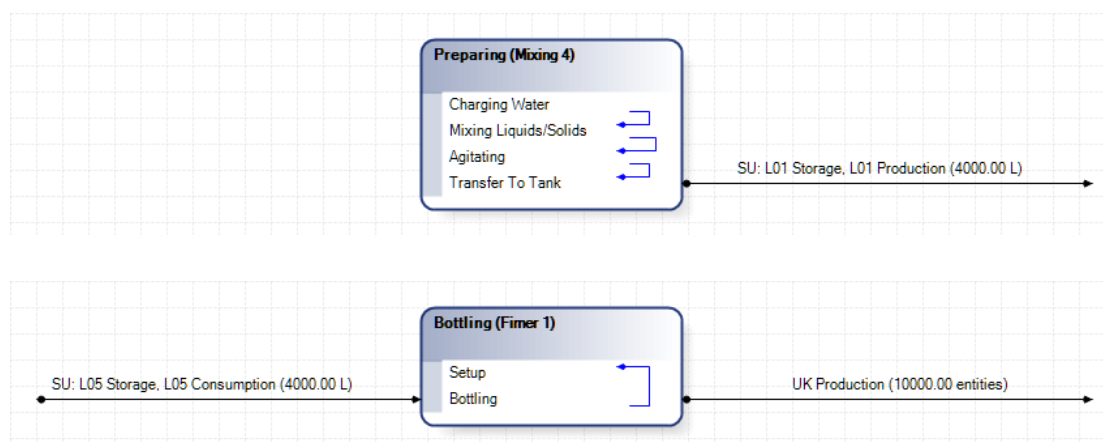 Preparing (Mixing 4)
Charging Water
Mixing Liquids/Solids
Agitating
Transfer To Tank
SU: L01 Storage, L01 Production (4000.00 L)
Bottling (Fimer 1)
Setup
Bottling
SU: L05 Storage, L05 Consumption (4000.00 L)
UK Production (10000.00 entities)